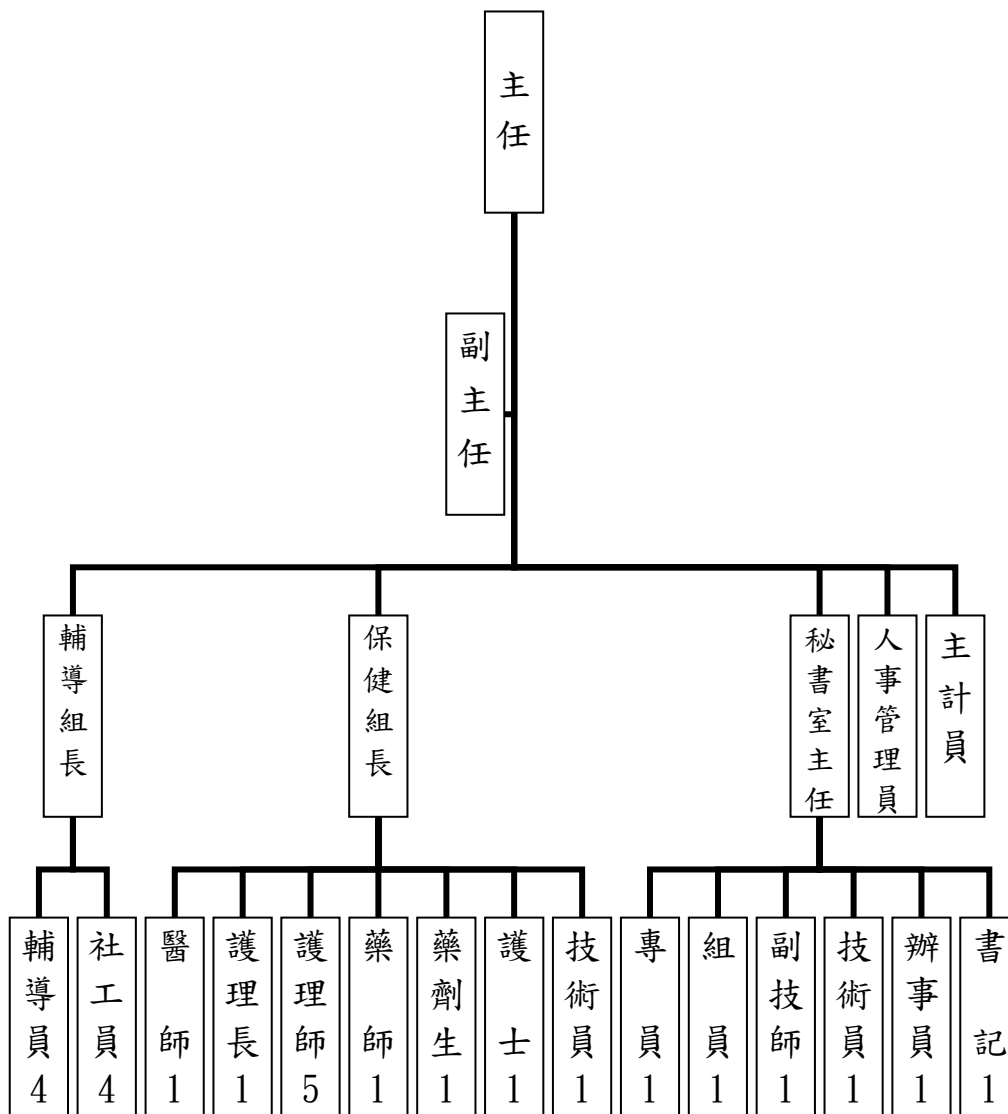 主任
副主任
輔導組長
保健組長
秘書室主任
人事管理員
主計員
輔導員4
社工員4
醫師1
護理長1
護理師5
藥師1
藥劑生1
護士1
技術員1
專員1
組員1
副技師1
技術員1
辦事員1
書記1